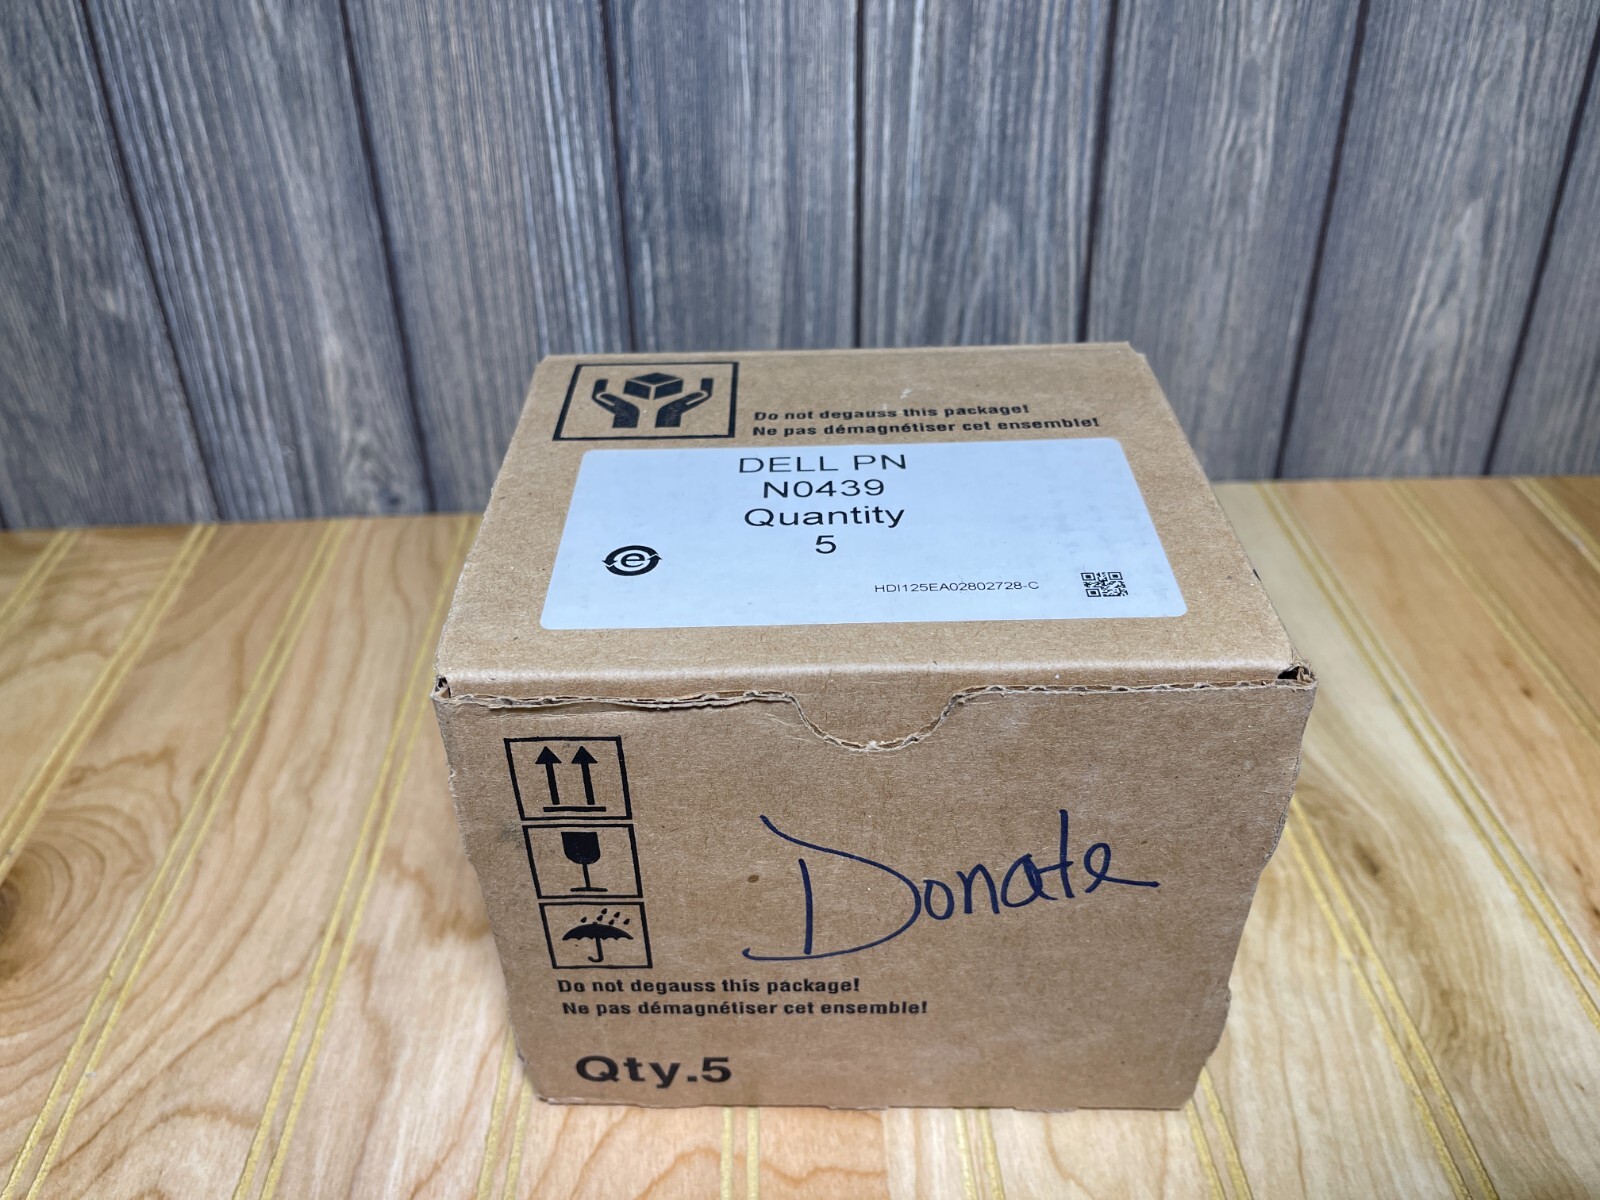 Do not degauss this package!
Ne pas démagnétiser cet ensemble!
DELL PN
N0439
Quantity
5
e
HDI125EA02802728-C
Donate
Do not degauss this package!
Ne pas démagnétiser cet ensemble!
Qty.5